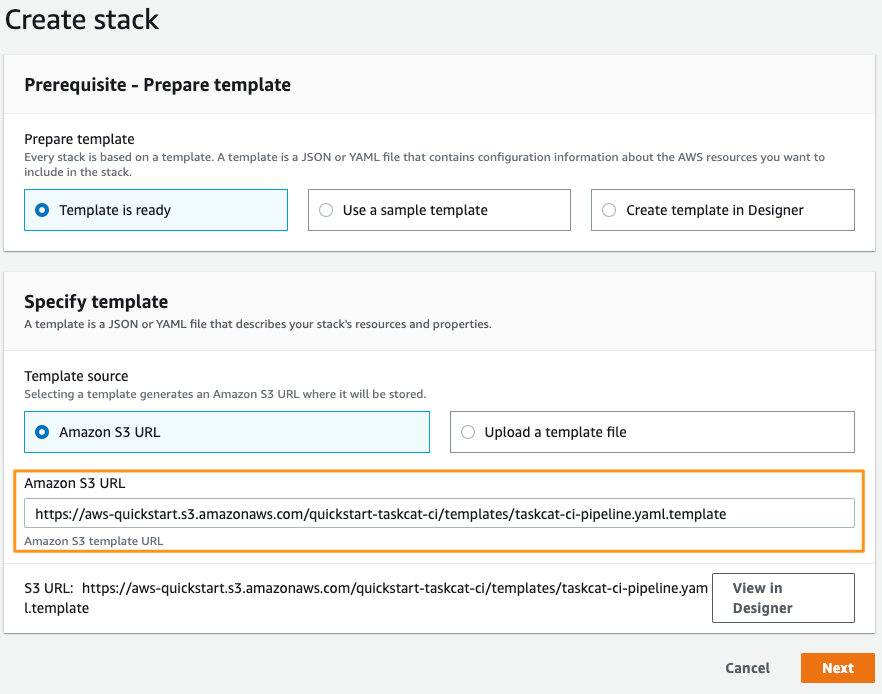 Create stack
Prerequisite - Prepare template
Prepare template
Every stack is based on a template. A template is a JSON or YAML file that contains configuration information about the AWS resources you want to
include in the stack.
Template is ready
Use a sample template
Create template in Designer
Specify template
A template is a JSON or YAML file that describes your stack's resources and properties.
Template source
Selecting a template generates an Amazon S3 URL where it will be stored.
Amazon S3 URL
Upload a template file
Amazon S3 URL
https://aws-quickstart.s3.amazonaws.com/quickstart-taskcat-ci/templates/taskcat-ci-pipeline.yaml.template
Amazon S3 template URL
S3 URL: https://aws-quickstart.s3.amazonaws.com/quickstart-taskcat-ci/templates/taskcat-ci-pipeline.yam
l.template
View in
Designer
Cancel
Next